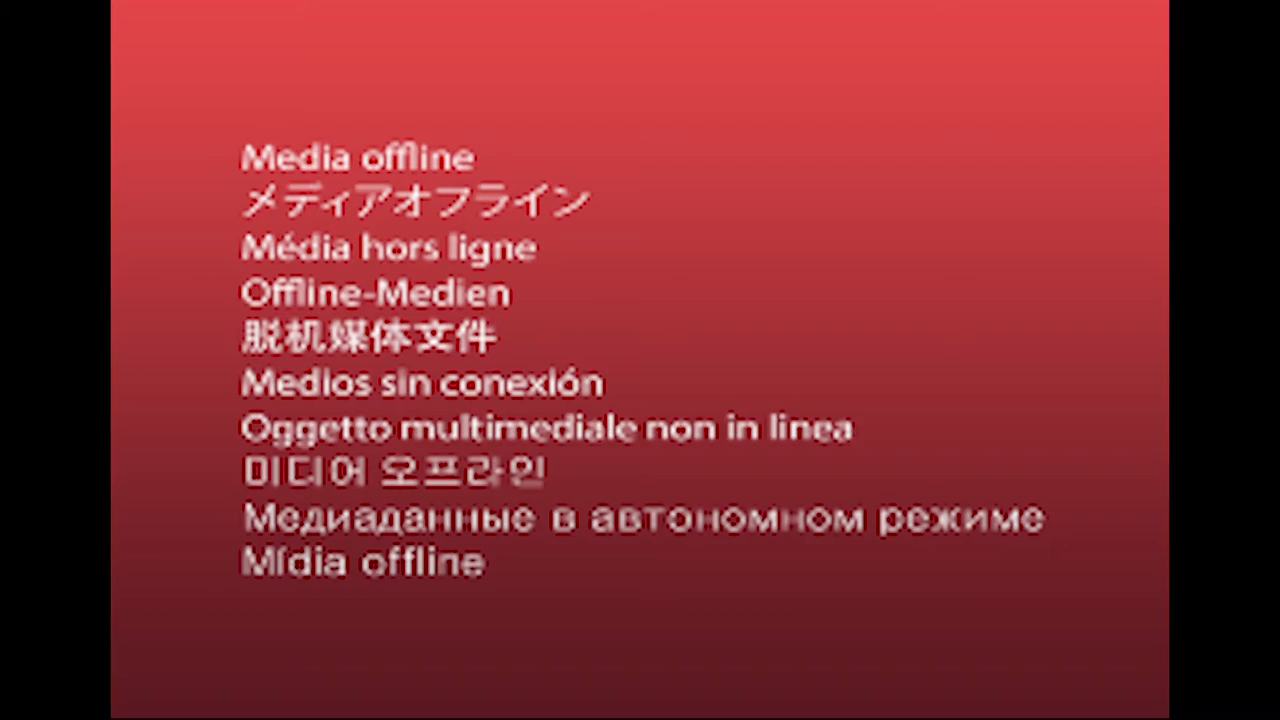 Media offline
メディアオフライン
Média hors ligne
Offline-Medien
脱机媒体文件
Medios sin conexión
Oggetto multimediale non in linea
미디어 오프라인
Медиаданные в автономном режиме
Mídia offline